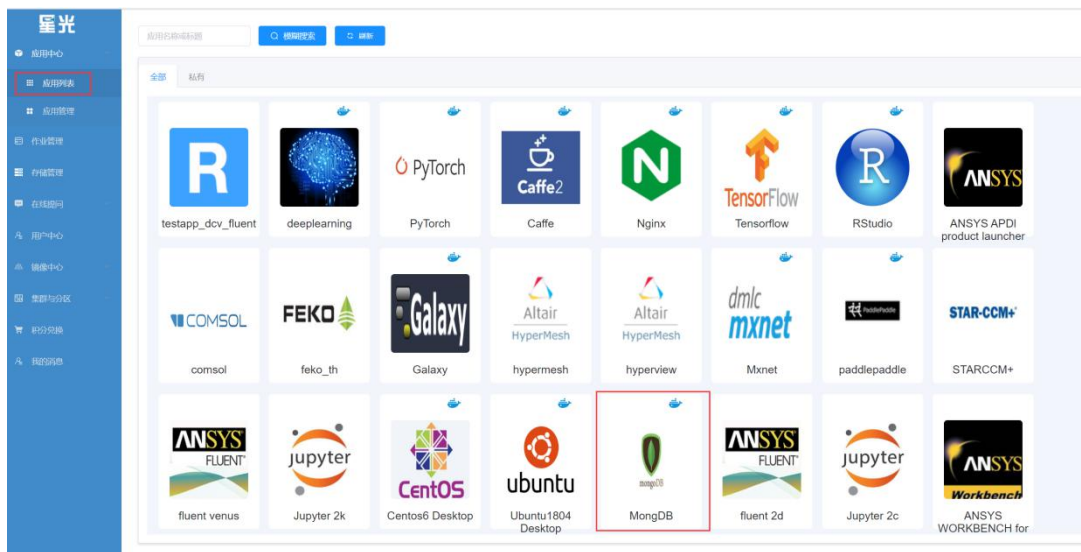 星光
应用中心
应用列表
应用管理
作业管理
存储管理
在线提问
用户中心
镜像中心
集群与分区
积分兑换
我的消息
应用名称或标题
模糊搜索
刷新
全部
私有
R
testapp_dcv_fluent
deeplearning
PyTorch
PyTorch
Caffe2
Caffe
N
Nginx
TensorFlow
Tensorflow
R
RStudio
ANSYS
ANSYS APDI
product launcher
COMSOL
comsol
FEKO
feko_th
Galaxy
Galaxy
Altair
HyperMesh
hypermesh
Altair
HyperMesh
hyperview
dmlc
mxnet
Mxnet
PaddlePaddle
paddlepaddle
STAR-CCM+
STARCCM+
ANSYS
FLUENT
fluent venus
jupyter
Jupyter 2k
CentOS
Centos6 Desktop
ubuntu
Ubuntu1804
Desktop
mongoDB
MongDB
ANSYS
FLUENT
fluent 2d
jupyter
Jupyter 2c
ANSYS
Workbench
ANSYS
WORKBENCH for